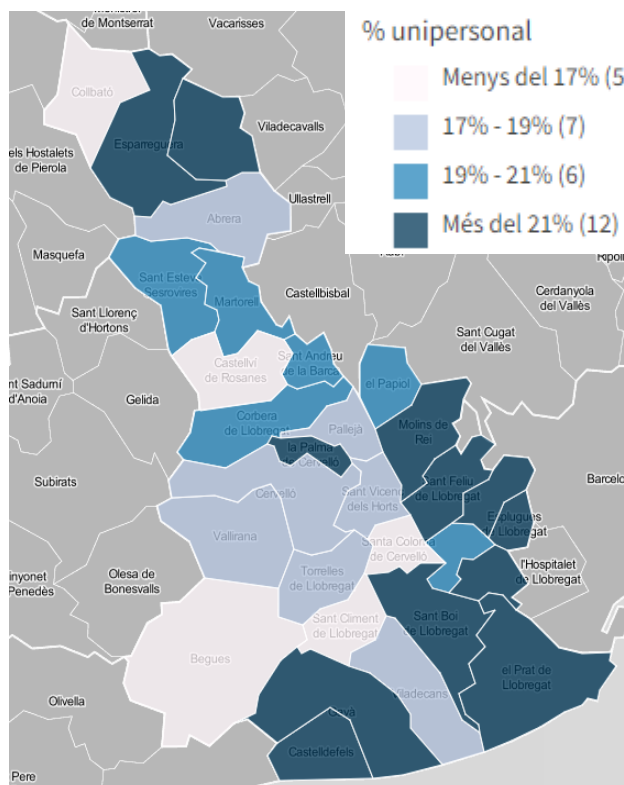 % unipersonal
Menys del 17% (5
17% - 19% (7)
19% - 21% (6)
Més del 21% (12)
de Montserrat
Vacarisses
Collbató
Viladecavalls
Esparreguera
els Hostalets
de Pierola
Ullastrell
Abrera
Masquefa
Sant Esteve
Sesrovires
Martorell
Castellbisbal
Cerdanyola
del Vallès
Sant Llorenç
d'Hortons
Sant Cugat
del Vallès
Castellví
de Rosanes
Sant Andreu
de la Barca
el Papiol
nt Sadurní
d'Anoia
Gelida
Corbera
de Llobregat
Pallejà
Molins de
Rei
la Palma
de Cervelló
Subirats
Cervelló
Sant Vicenç
dels Horts
Sant Feliu
de Llobregat
Barcelo
Esplugues
de Llobregat
Vallirana
Santa Coloma
de Cervelló
l'Hospitalet
de Llobregat
inyonet
Penedès
Olesa de
Bonesvalls
Torrelles
de Llobregat
Sant Climent
de Llobregat
Sant Boi
de Llobregat
Begues
el Prat de
Llobregat
Viladecans
Olivella
Gavà
Castelldefels
Pere